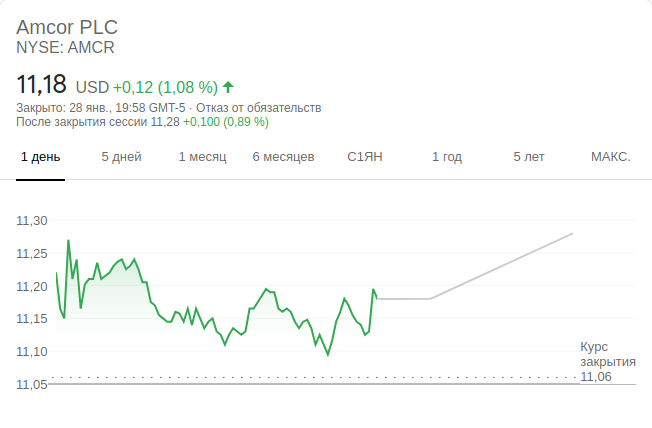 Amcor PLC
NYSE: AMCR
11,18 USD +0,12 (1,08 %)
Закрыто: 28 янв., 19:58 GMT-5 · Отказ от обязательств
После закрытия сессии 11,28 +0,100 (0,89 %)
1 день 5 дней 1 месяц 6 месяцев С1ЯН 1 год 5 лет МАКС.
11,30
11,25
11,20
11,15
11,10
11,05
Курс
закрытия
11,06